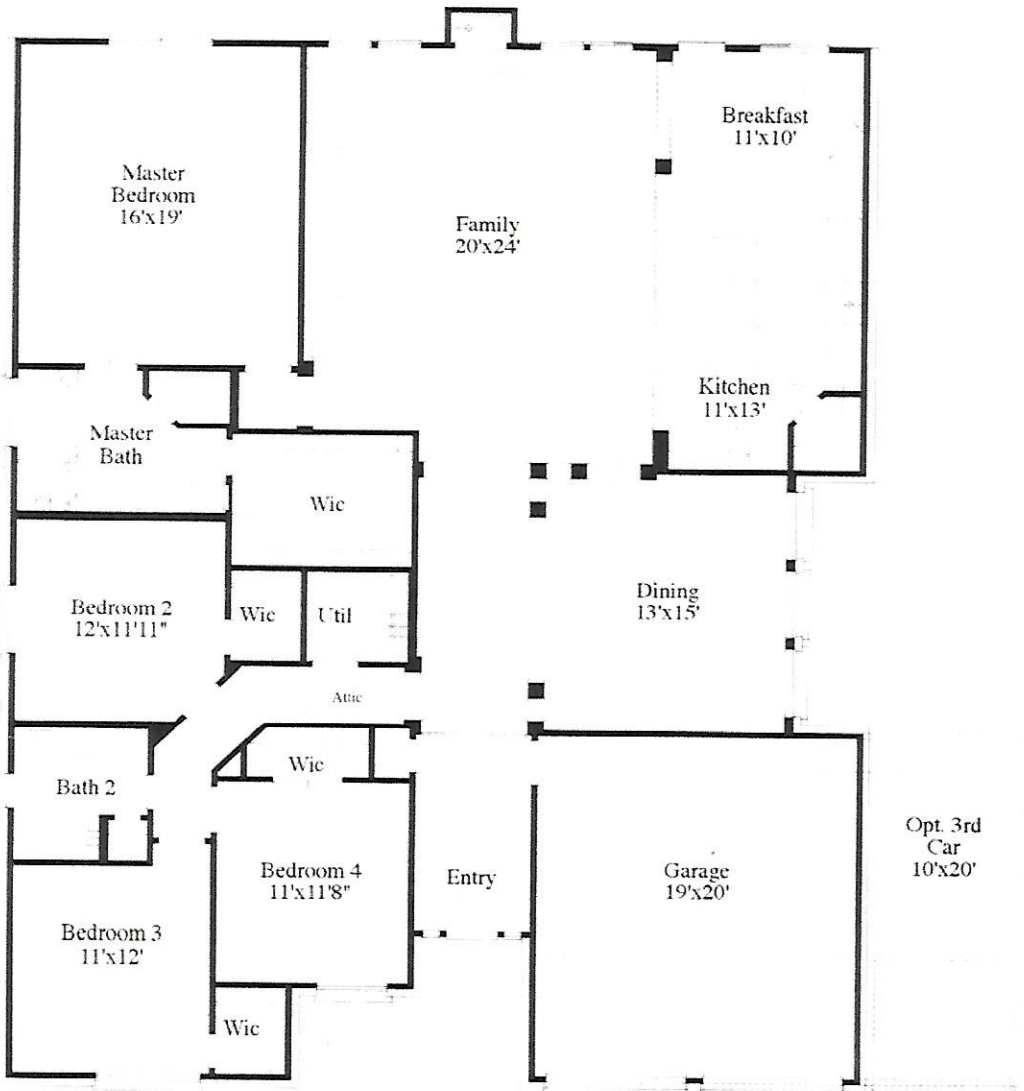 Breakfast
11'x10'
Master
Bedroom
16'x19'
Family
20'x24'
Kitchen
11'x13'
Master
Bath
Wic
Bedroom 2
12'x11'11"
Wic
Util
Dining
13'x15'
Attic
Wic
Bath 2
Bedroom 4
11'x11'8"
Entry
Garage
19'x20'
Opt. 3rd
Car
10'x20'
Bedroom 3
11'x12'
Wic